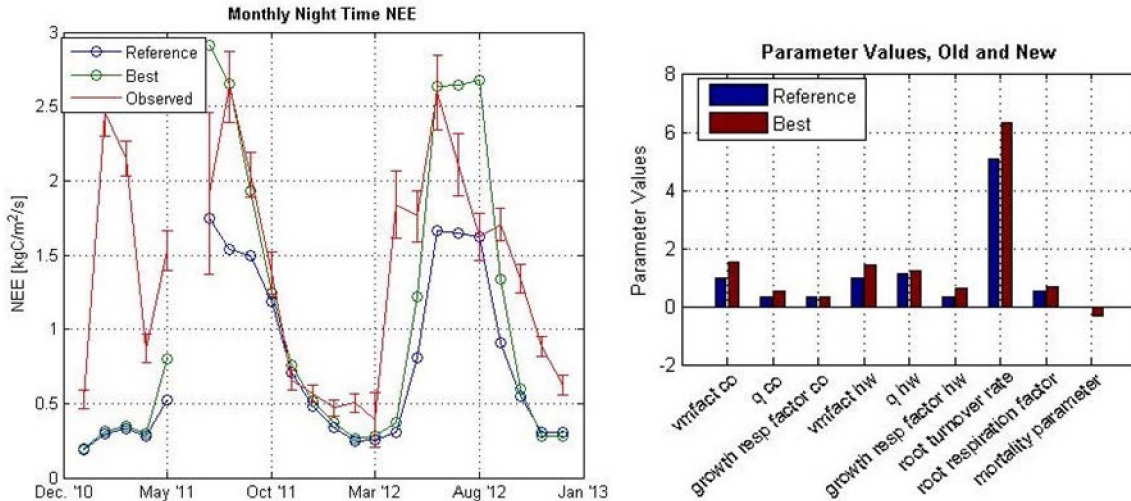 Monthly Night Time NEE
3
2.5
2
1.5
1
0.5
0
NEE [kgC/m²/s]
Reference
Best
Observed
Dec. '10
May '11
Oct '11
Mar '12
Aug '12
Jan '13
Parameter Values, Old and New
8
6
4
2
0
-2
Parameter Values
Reference
Best
vmfact co
q co
growth resp factor co
vmfact hw
q hw
growth resp factor hw
root turnover rate
root respiration factor
mortality parameter